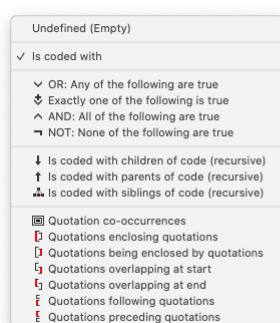 Undefined (Empty)
✓ Is coded with
OR: Any of the following are true
Exactly one of the following is true
AND: All of the following are true
NOT: None of the following are true
Is coded with children of code (recursive)
Is coded with parents of code (recursive)
Is coded with siblings of code (recursive)
Quotation co-occurrences
Quotations enclosing quotations
Quotations being enclosed by quotations
Quotations overlapping at start
Quotations overlapping at end
Quotations following quotations
Quotations preceding quotations